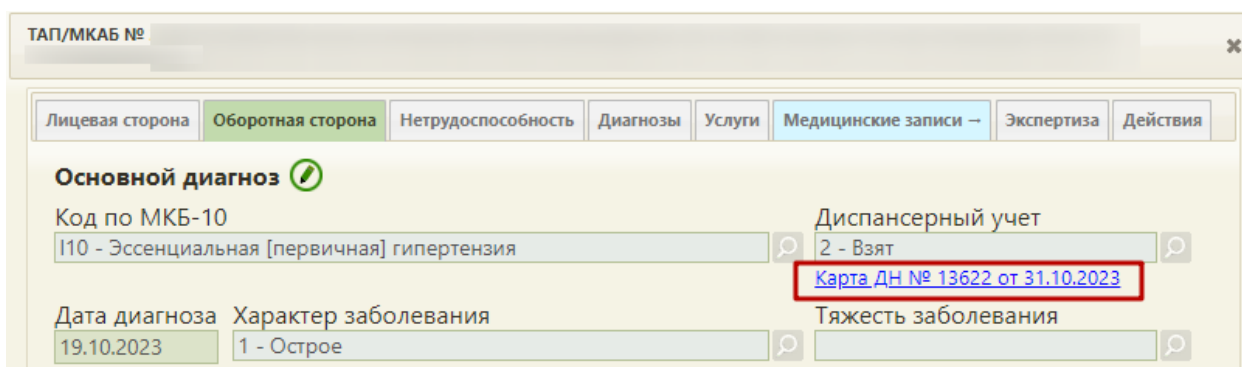 ТАП/МКАБ №
Лицевая сторона Оборотная сторона Нетрудоспособность Диагнозы Услуги Медицинские записи → Экспертиза Действия
Основной диагноз
Код по МКБ-10 Диспансерный учет
I10 - Эссенциальная [первичная] гипертензия 2 - Взят
Карта ДН № 13622 от 31.10.2023
Дата диагноза Характер заболевания Тяжесть заболевания
19.10.2023 1 - Острое